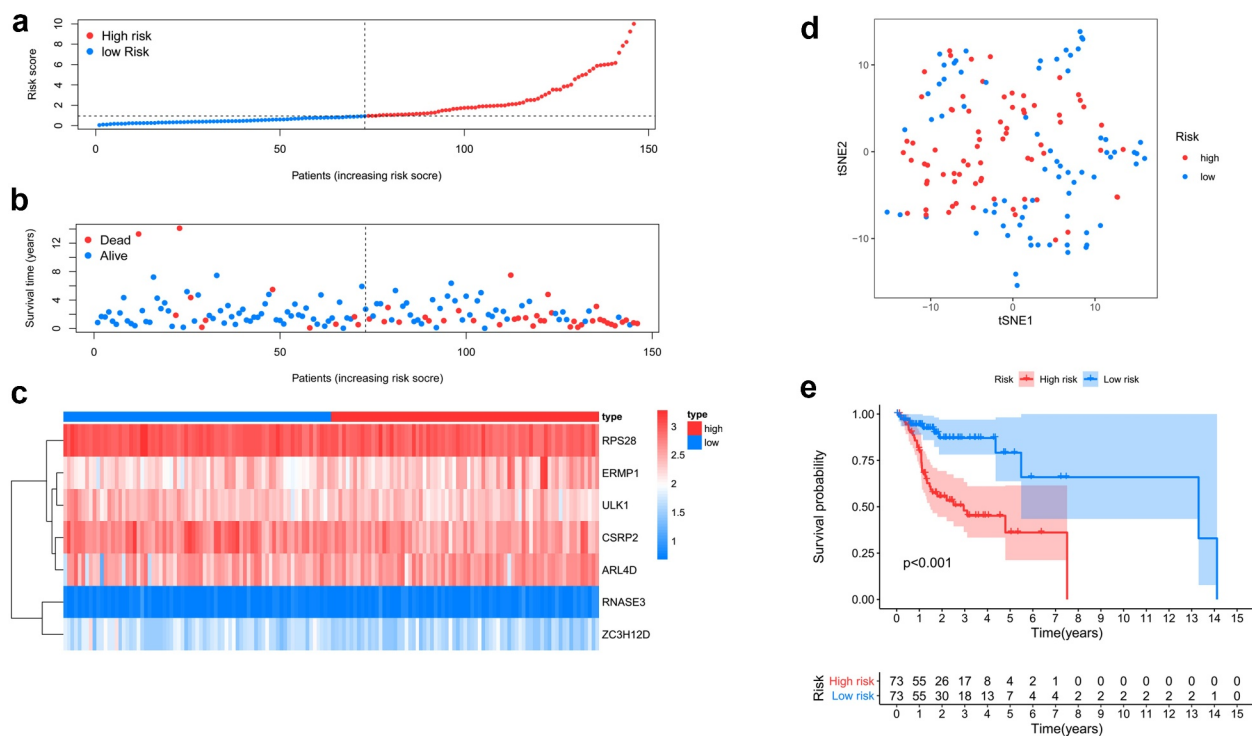 a
High risk
low Risk
Risk score
0 2 4 6 8 10
0 50 100 150
Patients (increasing risk socre)
b
Dead
Alive
Survival time (years)
0 4 8 12
0 50 100 150
Patients (increasing risk socre)
c
type
RPS28
ERMP1
ULK1
CSRP2
ARL4D
RNASE3
ZC3H12D
3
2.5
2
1.5
1
type
high
low
d
tSNE2
10
0
−10
−10 0 10
tSNE1
Risk
high
low
e
Risk High risk Low risk
Survival probability
1.00
0.75
0.50
0.25
0.00
p<0.001
0 1 2 3 4 5 6 7 8 9 10 11 12 13 14 15
Time(years)
Risk
High risk 73 55 26 17 8 4 2 1 0 0 0 0 0 0 0 0
Low risk 73 55 30 18 13 7 4 4 2 2 2 2 2 2 1 0
0 1 2 3 4 5 6 7 8 9 10 11 12 13 14 15
Time(years)